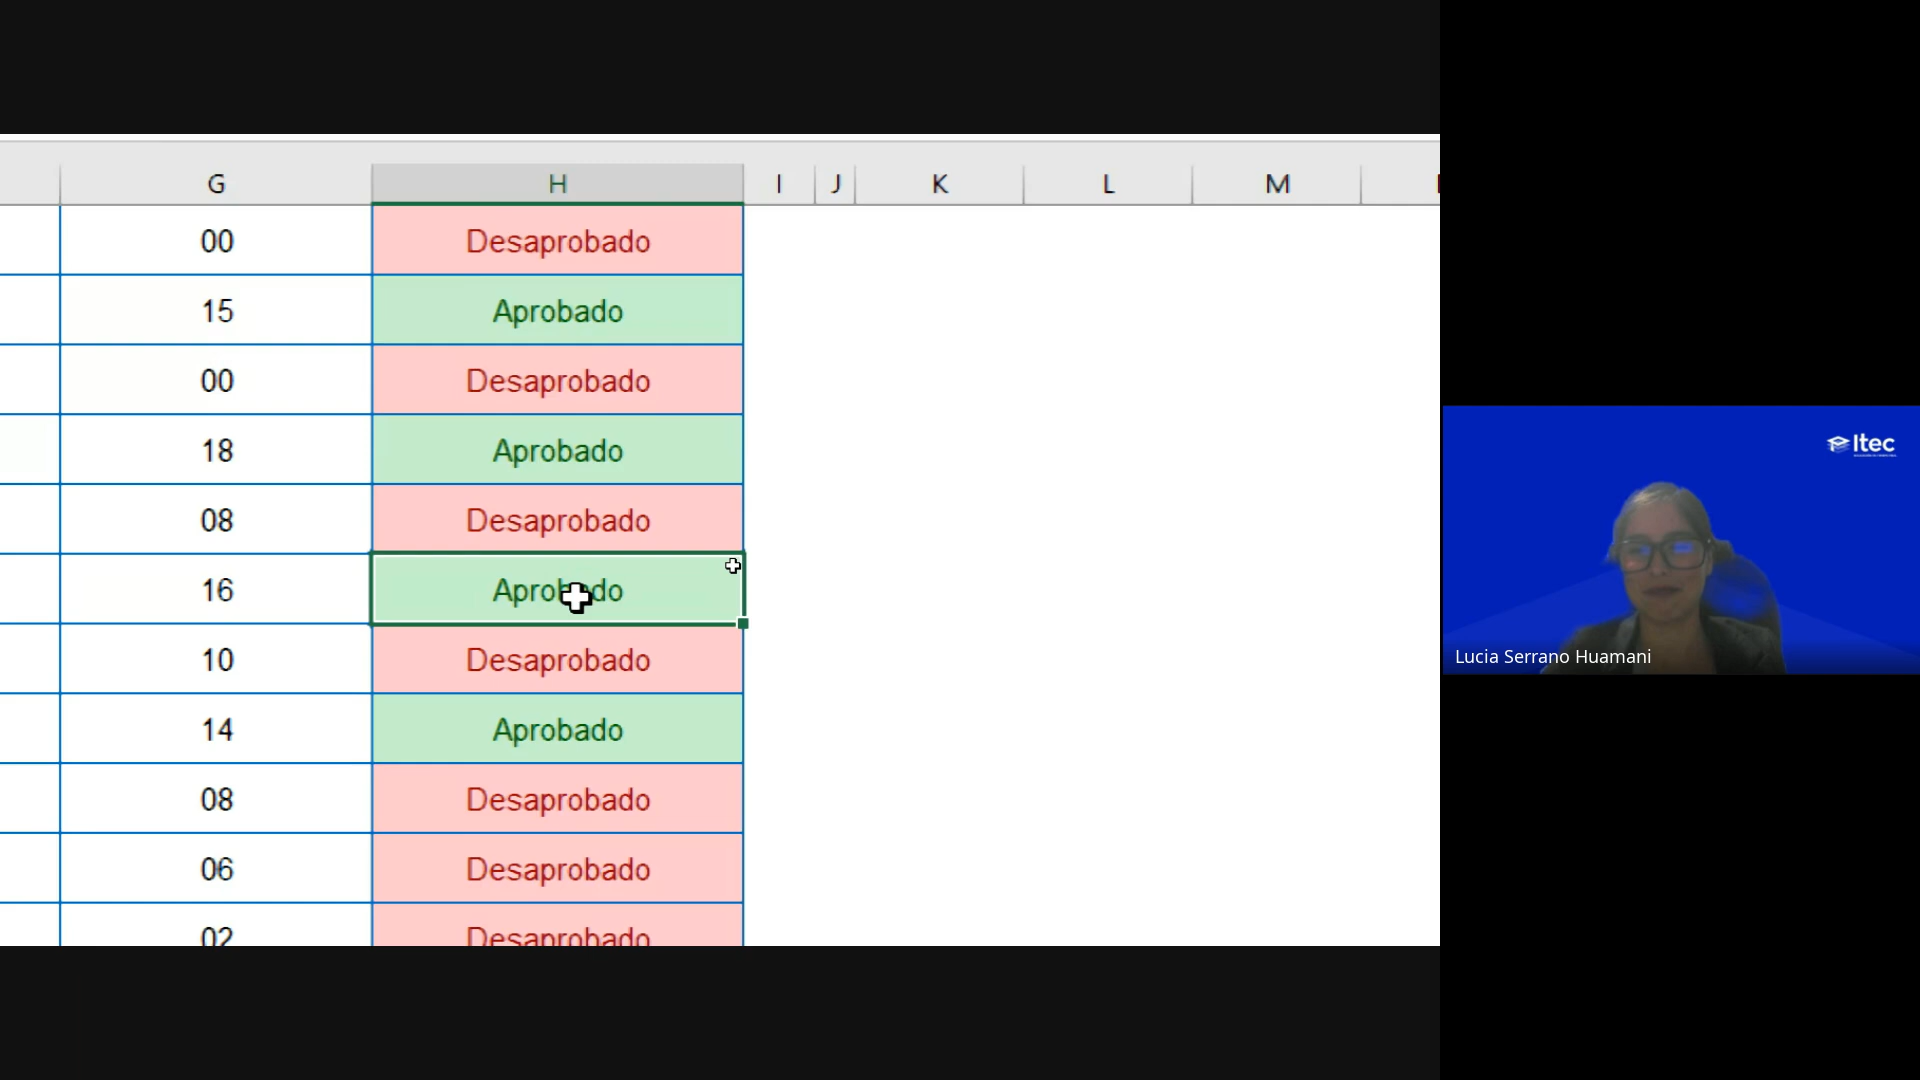 G H I J K L M
00 Desaprobado
15 Aprobado
00 Desaprobado
18 Aprobado
08 Desaprobado
16 Aprobado
10 Desaprobado
14 Aprobado
08 Desaprobado
06 Desaprobado
02 Desaprobado
Itec
Lucia Serrano Huamani